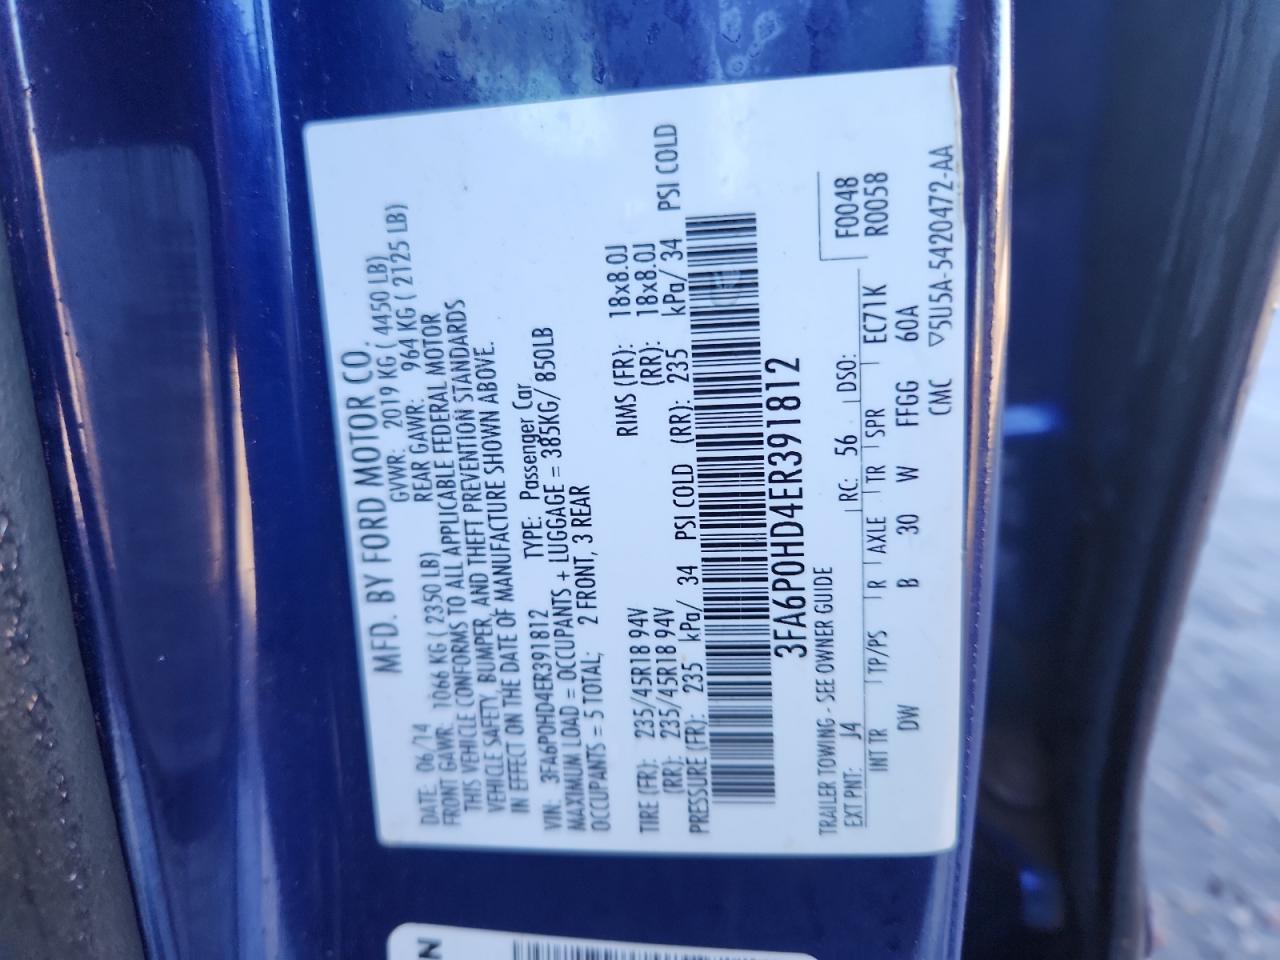 MFD. BY FORD MOTOR CO.
DATE: 06/14 GVWR: 2019 KG ( 4450 LB)
FRONT GAWR: 1066 KG ( 2350 LB) REAR GAWR: 964 KG ( 2125 LB)
THIS VEHICLE CONFORMS TO ALL APPLICABLE FEDERAL MOTOR
VEHICLE SAFETY, BUMPER, AND THEFT PREVENTION STANDARDS
IN EFFECT ON THE DATE OF MANUFACTURE SHOWN ABOVE.
VIN: 3FA6P0HD4ER391812 TYPE: Passenger Car
MAXIMUM LOAD = OCCUPANTS + LUGGAGE = 385KG/ 850LB
OCCUPANTS = 5 TOTAL; 2 FRONT, 3 REAR
TIRE (FR): 235/45R18 94V RIMS (FR): 18x8.0J
(RR): 235/45R18 94V (RR): 18x8.0J
PRESSURE (FR): 235 kPa/ 34 PSI COLD (RR): 235 kPa/ 34 PSI COLD
3FA6P0HD4ER391812
TRAILER TOWING - SEE OWNER GUIDE F0048
EXT PNT: J4 RC: 56 DSO: R0058
INT TR TP/PS R AXLE TR SPR EC71K
DW B 30 W FFGG 60A
CMC ▽5U5A-5420472-AA
N